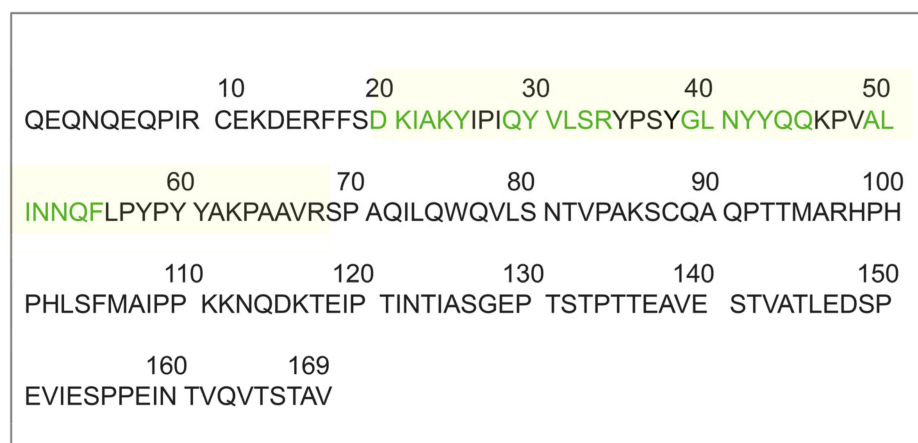 10 20 30 40 50
QEQNQEQPIR CEKDERFFSD KIAKYIPIQY VLSRYPSYGL NYYQQKPVAL
60 70 80 90 100
INNQFLPYPY YAKPAAVRSP AQILQWQVLS NTVPAKSCQA QPTTMARHPH
110 120 130 140 150
PHLSFMAIPP KKNQDKTEIP TINTIASGEP TSTPTTEAVE STVATLEDSP
160 169
EVIESPPEIN TVQVTSTAV